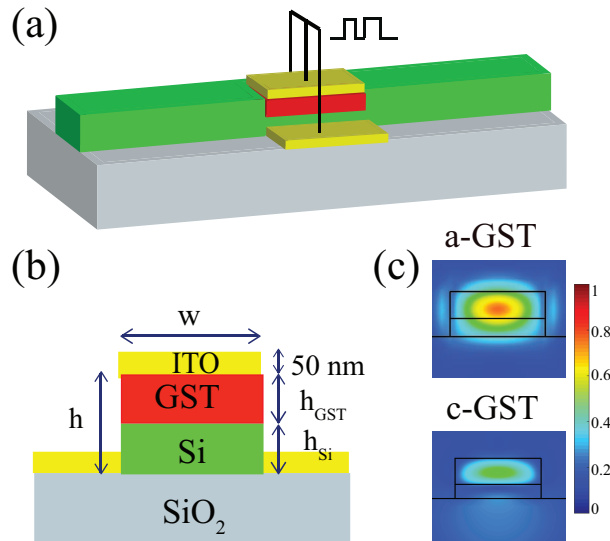 (a)
(b)
w
ITO
50 nm
GST
h
h_GST
Si
h_Si
SiO₂
(c)
a-GST
c-GST
1
0.8
0.6
0.4
0.2
0